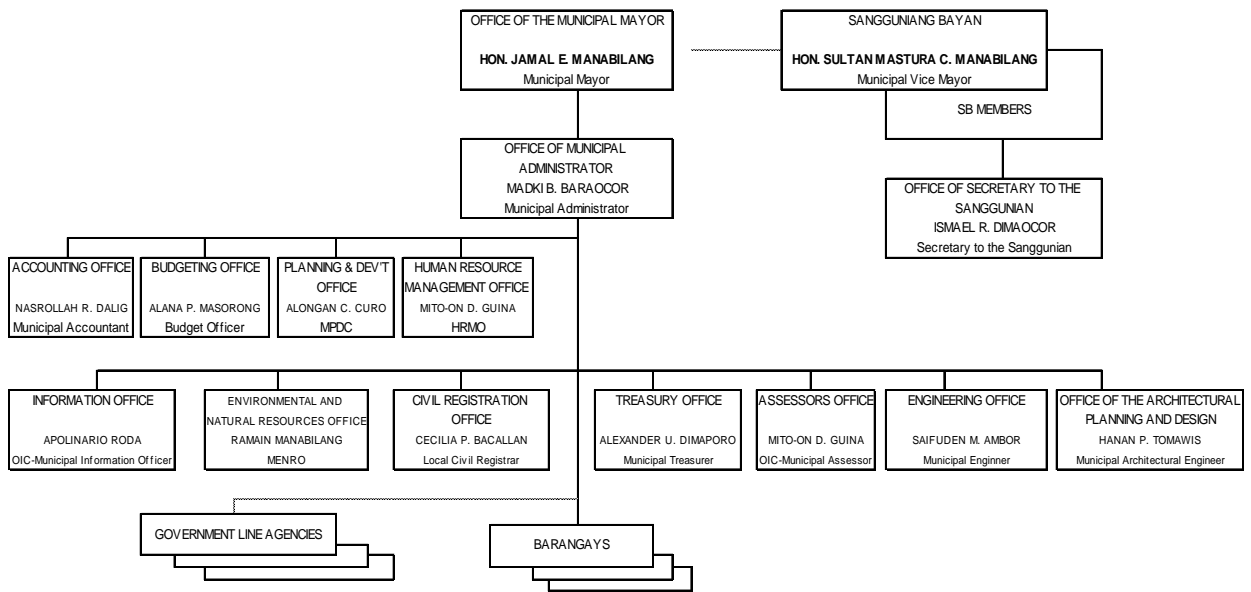 OFFICE OF THE MUNICIPAL MAYOR
HON. JAMAL E. MANABILANG
Municipal Mayor
SANGGUNIANG BAYAN
HON. SULTAN MASTURA C. MANABILANG
Municipal Vice Mayor
SB MEMBERS
OFFICE OF MUNICIPAL
ADMINISTRATOR
MADKI B. BARAOCOR
Municipal Administrator
OFFICE OF SECRETARY TO THE
SANGGUNIAN
ISMAEL R. DIMAOCOR
Secretary to the Sanggunian
ACCOUNTING OFFICE
NASROLLAH R. DALIG
Municipal Accountant
BUDGETING OFFICE
ALANA P. MASORONG
Budget Officer
PLANNING & DEV'T
OFFICE
ALONGAN C. CURO
MPDC
HUMAN RESOURCE
MANAGEMENT OFFICE
MITO-ON D. GUINA
HRMO
INFORMATION OFFICE
APOLINARIO RODA
OIC-Municipal Information Officer
ENVIRONMENTAL AND
NATURAL RESOURCES OFFICE
RAMAIN MANABILANG
MENRO
CIVIL REGISTRATION
OFFICE
CECILIA P. BACALLAN
Local Civil Registrar
TREASURY OFFICE
ALEXANDER U. DIMAPORO
Municipal Treasurer
ASSESSORS OFFICE
MITO-ON D. GUINA
OIC-Municipal Assessor
ENGINEERING OFFICE
SAIFUDEN M. AMBOR
Municipal Enginner
OFFICE OF THE ARCHITECTURAL
PLANNING AND DESIGN
HANAN P. TOMAWIS
Municipal Architectural Engineer
GOVERNMENT LINE AGENCIES
BARANGAYS